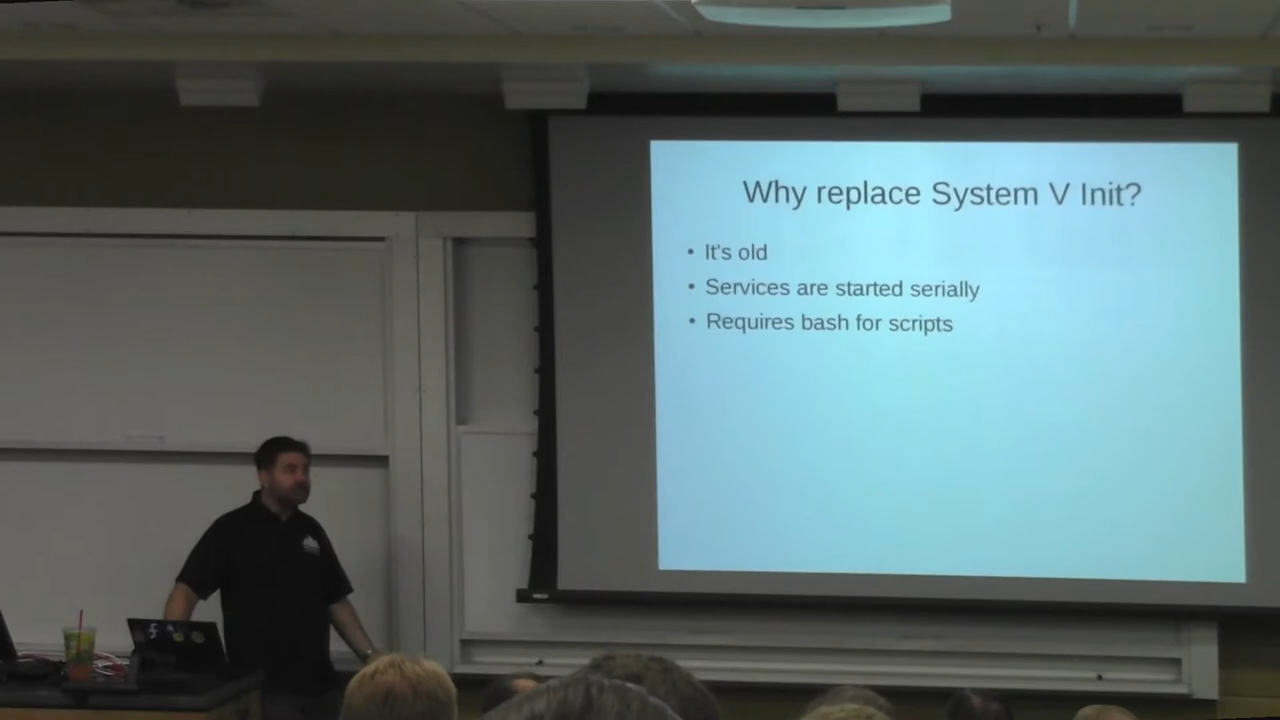 Why replace System V Init?
• It's old
• Services are started serially
• Requires bash for scripts